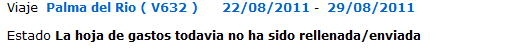 Viaje Palma del Rio ( V632 ) 22/08/2011 - 29/08/2011
Estado La hoja de gastos todavia no ha sido rellenada/enviada